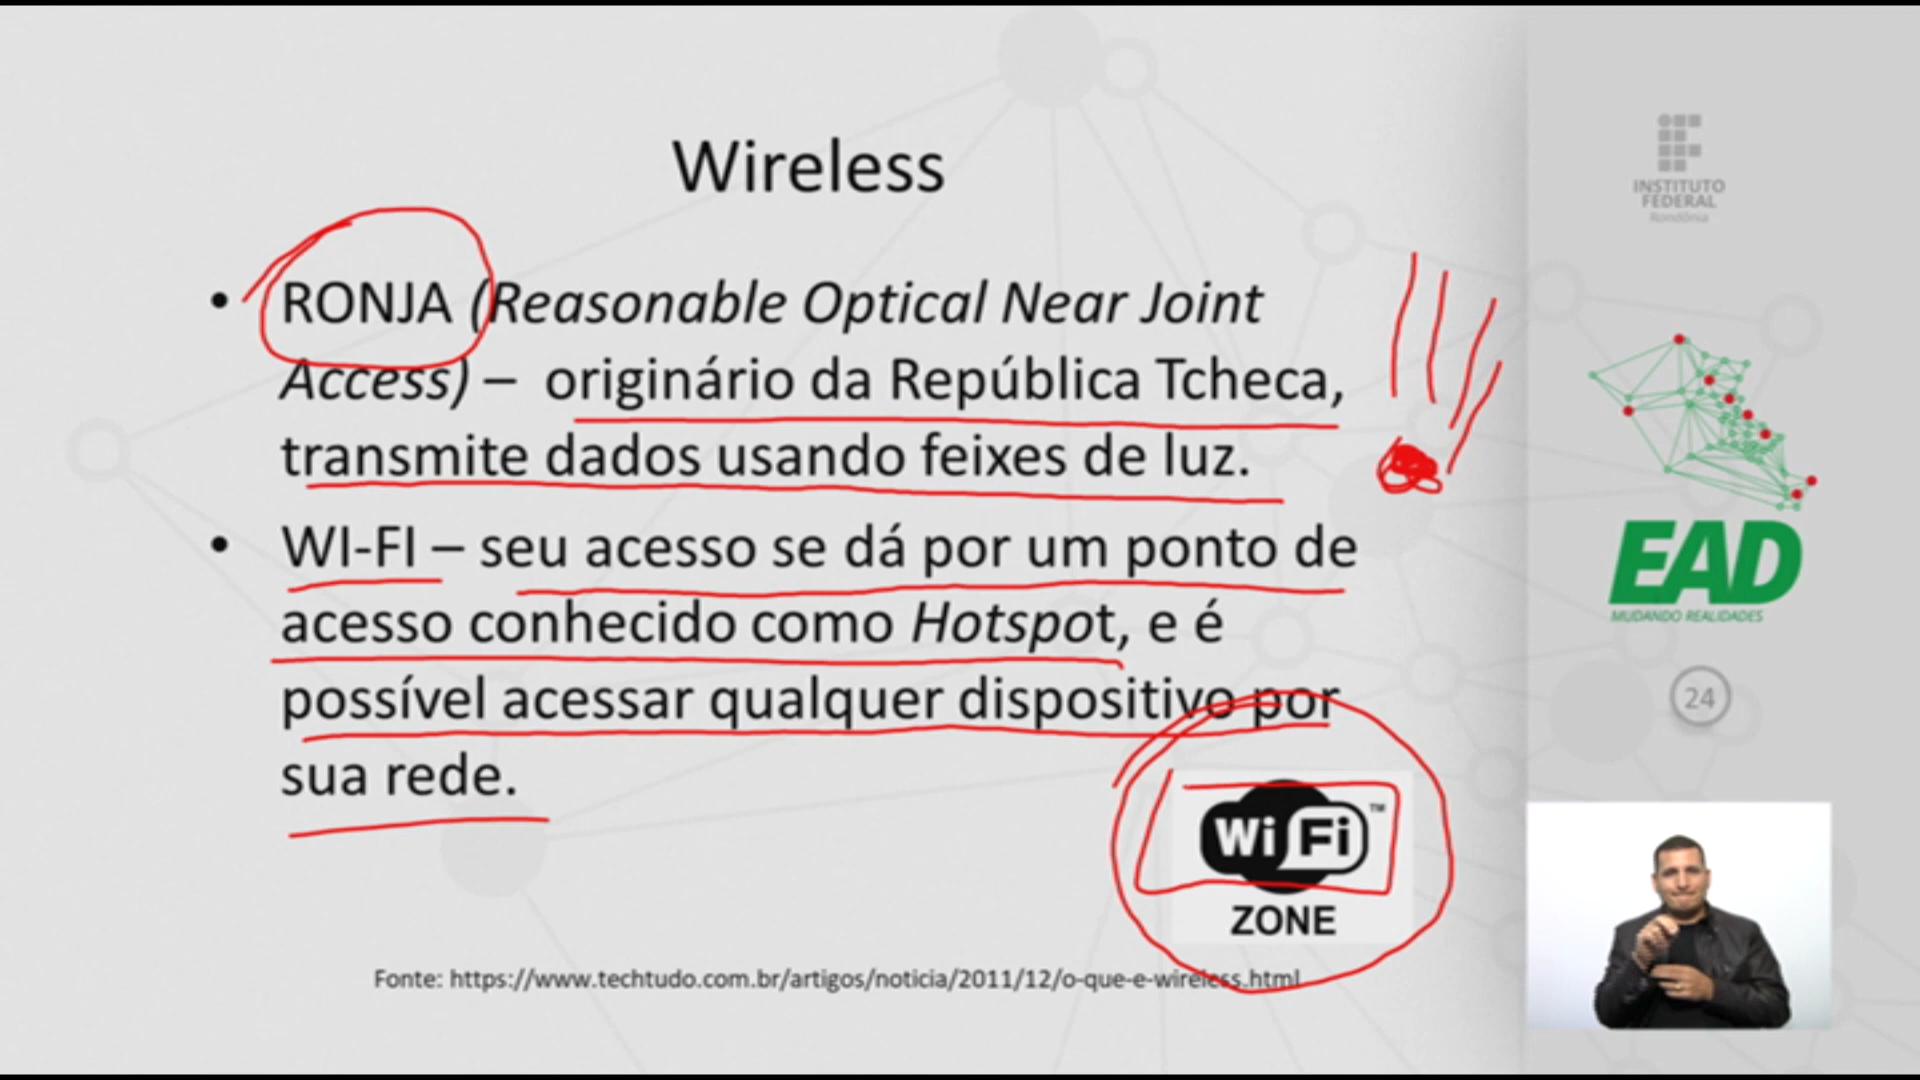 Wireless
• RONJA (Reasonable Optical Near Joint
Access) – originário da República Tcheca,
transmite dados usando feixes de luz.
• WI-FI – seu acesso se dá por um ponto de
acesso conhecido como Hotspot, e é
possível acessar qualquer dispositivo por
sua rede.
Wi Fi ™
ZONE
Fonte: https://www.techtudo.com.br/artigos/noticia/2011/12/o-que-e-wireless.html
INSTITUTO
FEDERAL
Rondônia
EAD
MUDANDO REALIDADES
24